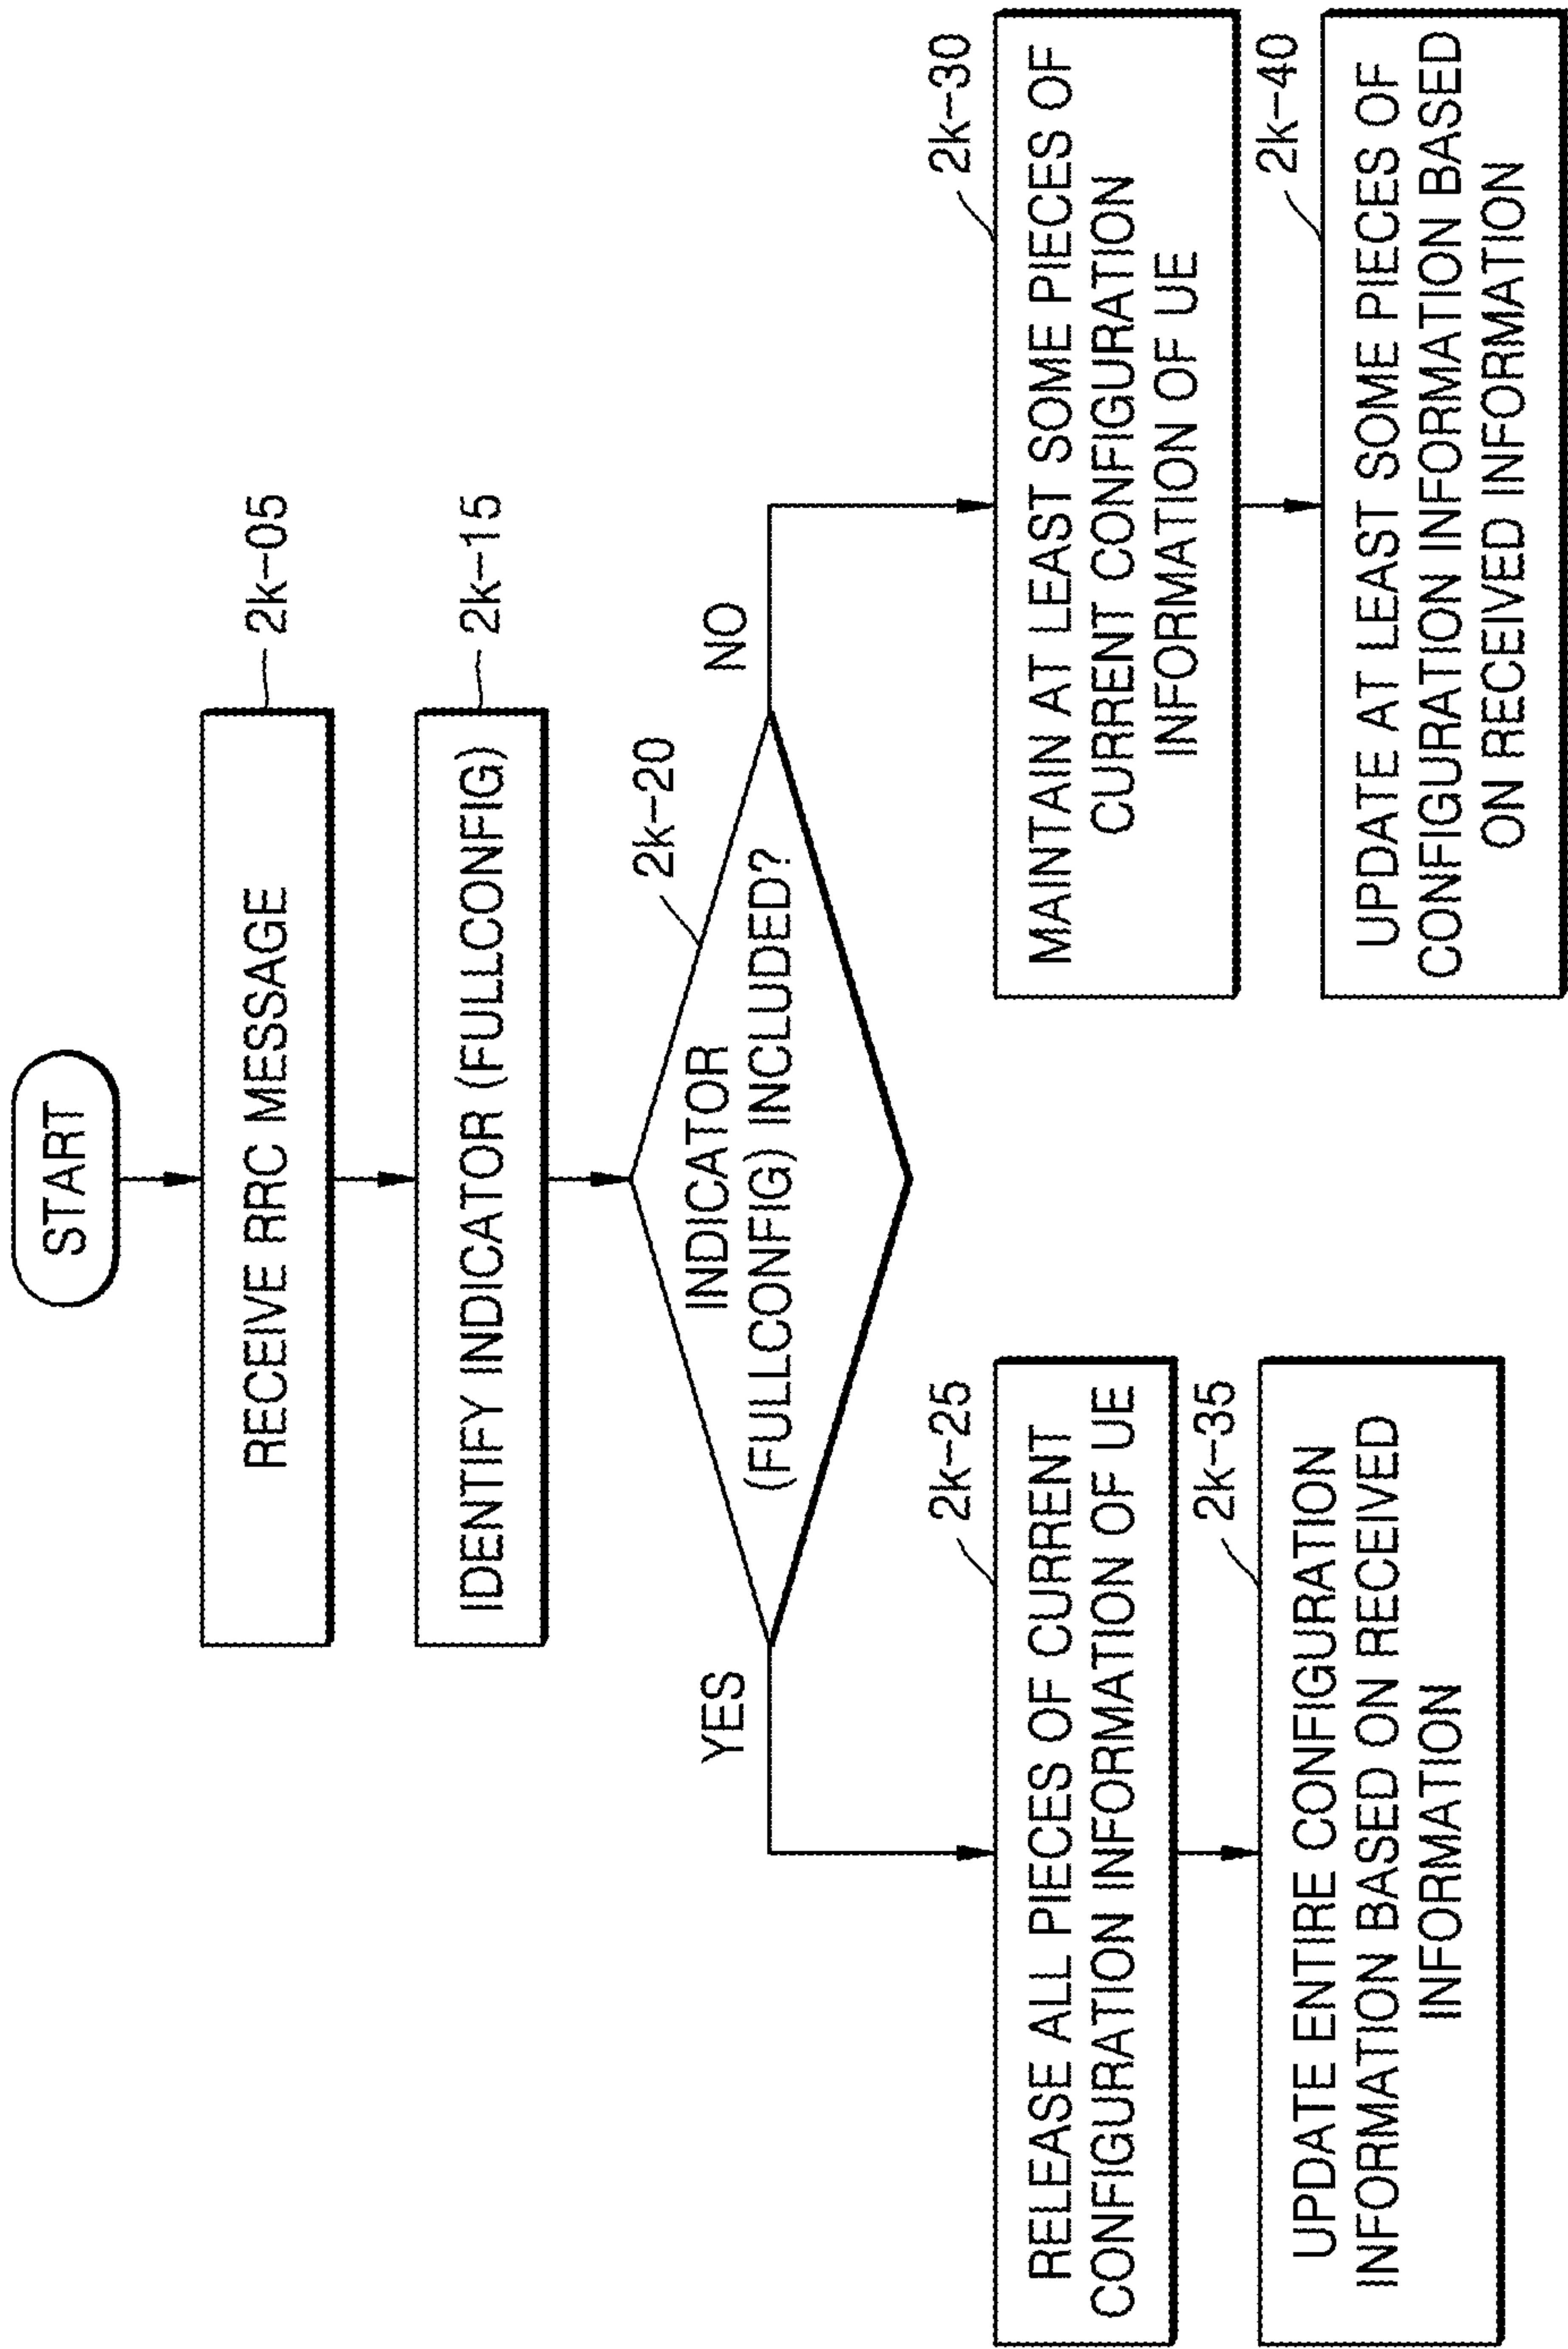 START
RECEIVE RRC MESSAGE
2k-05
IDENTIFY INDICATOR (FULLCONFIG)
2k-15
INDICATOR
(FULLCONFIG) INCLUDED?
2k-20
YES
NO
RELEASE ALL PIECES OF CURRENT
CONFIGURATION INFORMATION OF UE
2k-25
UPDATE ENTIRE CONFIGURATION
INFORMATION BASED ON RECEIVED
INFORMATION
2k-35
MAINTAIN AT LEAST SOME PIECES OF
CURRENT CONFIGURATION
INFORMATION OF UE
2k-30
UPDATE AT LEAST SOME PIECES OF
CONFIGURATION INFORMATION BASED
ON RECEIVED INFORMATION
2k-40